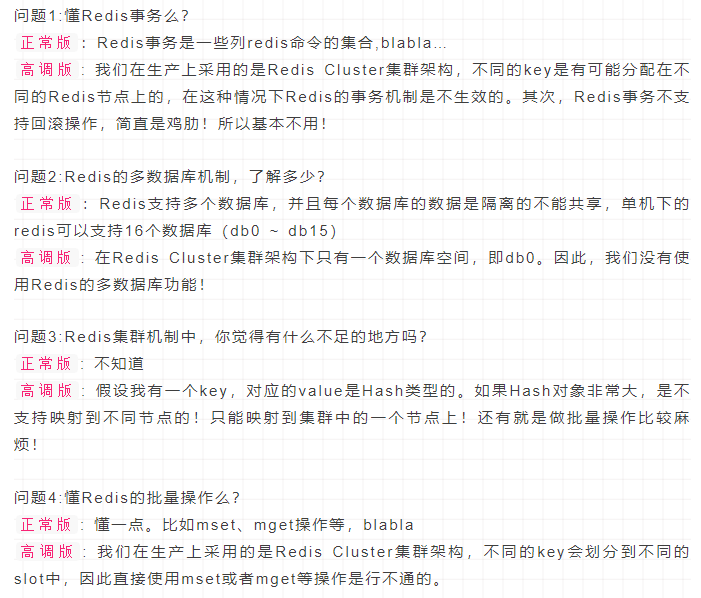 问题1:懂Redis事务么？
正常版：Redis事务是一些列redis命令的集合,blabla...
高调版：我们在生产上采用的是Redis Cluster集群架构，不同的key是有可能分配在不
同的Redis节点上的，在这种情况下Redis的事务机制是不生效的。其次，Redis事务不支
持回滚操作，简直是鸡肋！所以基本不用！
问题2:Redis的多数据库机制，了解多少？
正常版：Redis支持多个数据库，并且每个数据库的数据是隔离的不能共享，单机下的
redis可以支持16个数据库（db0 ~ db15）
高调版：在Redis Cluster集群架构下只有一个数据库空间，即db0。因此，我们没有使
用Redis的多数据库功能！
问题3:Redis集群机制中，你觉得有什么不足的地方吗？
正常版：不知道
高调版：假设我有一个key，对应的value是Hash类型的。如果Hash对象非常大，是不
支持映射到不同节点的！只能映射到集群中的一个节点上！还有就是做批量操作比较麻
烦！
问题4:懂Redis的批量操作么？
正常版：懂一点。比如mset、mget操作等，blabla
高调版：我们在生产上采用的是Redis Cluster集群架构，不同的key会划分到不同的
slot中，因此直接使用mset或者mget等操作是行不通的。